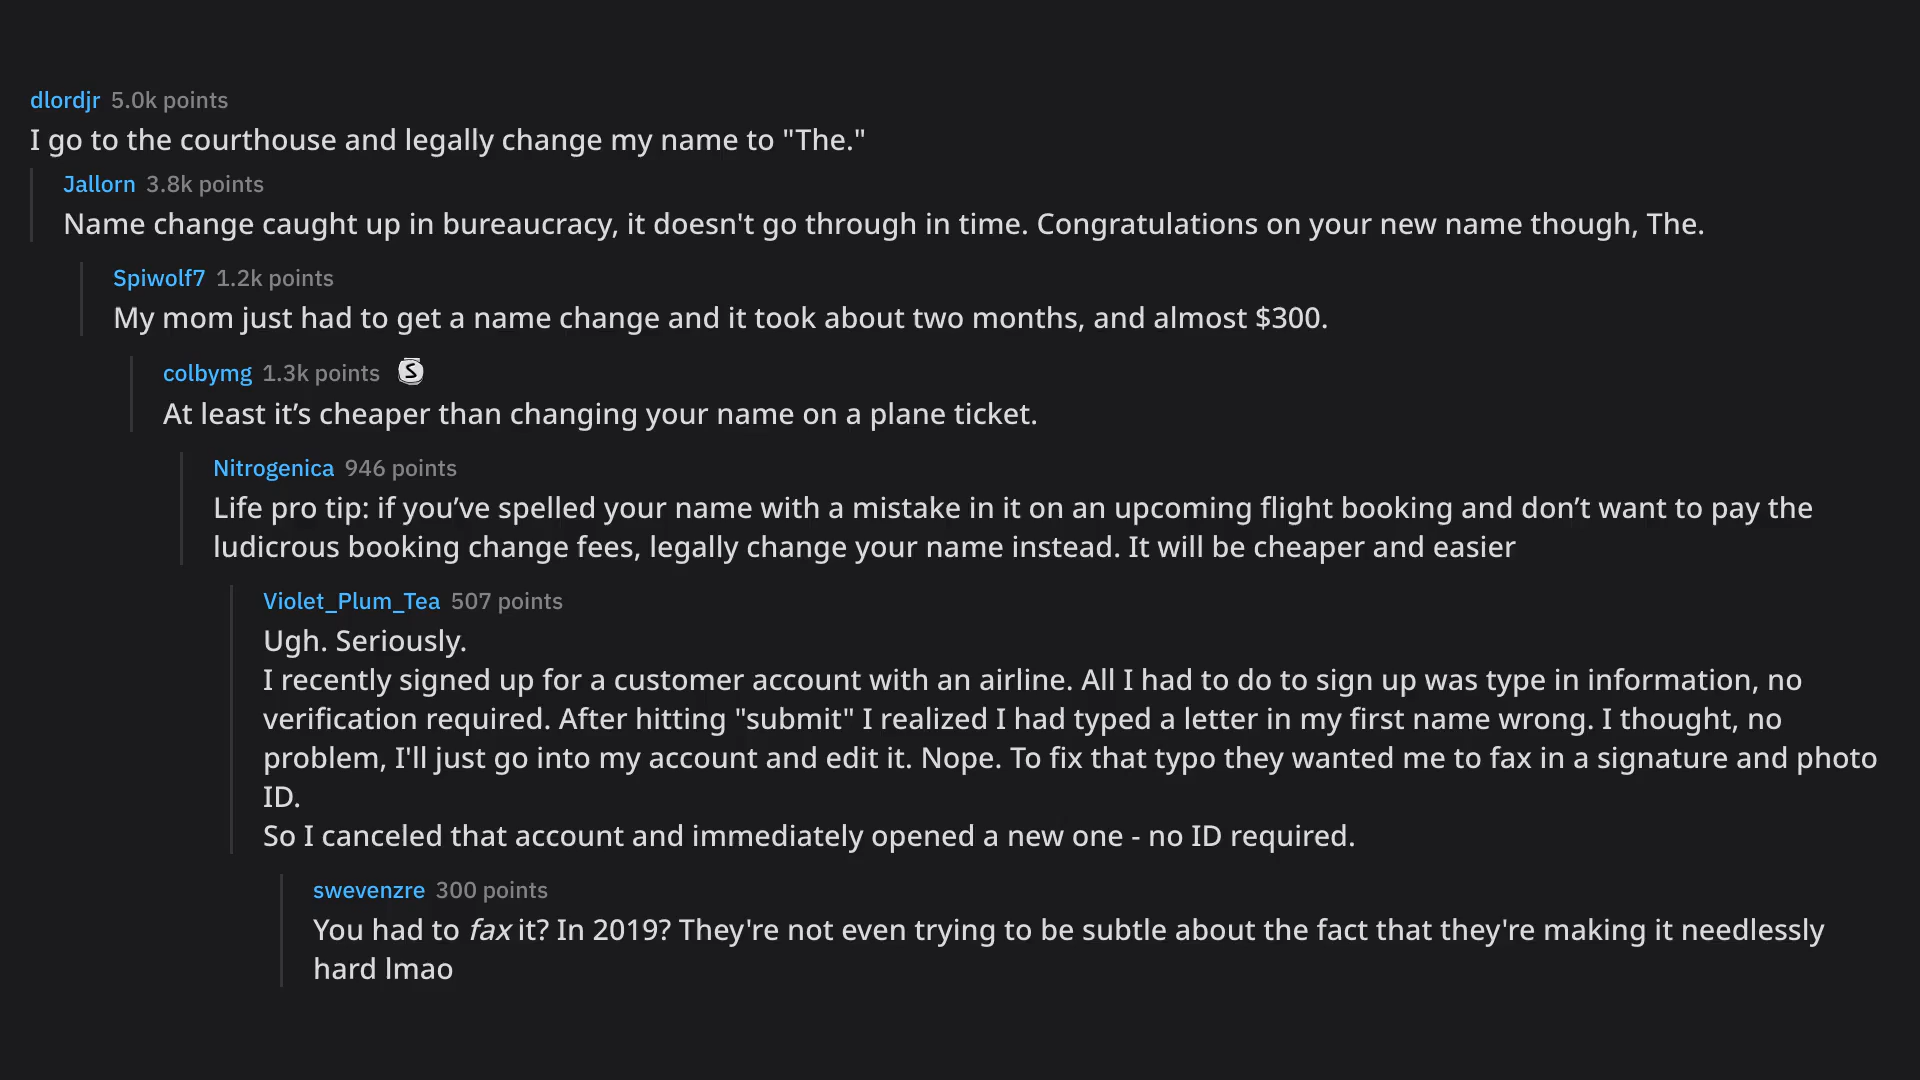 dlordjr 5.0k points
I go to the courthouse and legally change my name to "The."
Jallorn 3.8k points
Name change caught up in bureaucracy, it doesn't go through in time. Congratulations on your new name though, The.
Spiwolf7 1.2k points
My mom just had to get a name change and it took about two months, and almost $300.
colbymg 1.3k points S
At least it’s cheaper than changing your name on a plane ticket.
Nitrogenica 946 points
Life pro tip: if you’ve spelled your name with a mistake in it on an upcoming flight booking and don’t want to pay the
ludicrous booking change fees, legally change your name instead. It will be cheaper and easier
Violet_Plum_Tea 507 points
Ugh. Seriously.
I recently signed up for a customer account with an airline. All I had to do to sign up was type in information, no
verification required. After hitting "submit" I realized I had typed a letter in my first name wrong. I thought, no
problem, I'll just go into my account and edit it. Nope. To fix that typo they wanted me to fax in a signature and photo
ID.
So I canceled that account and immediately opened a new one - no ID required.
swevenzre 300 points
You had to fax it? In 2019? They're not even trying to be subtle about the fact that they're making it needlessly
hard lmao